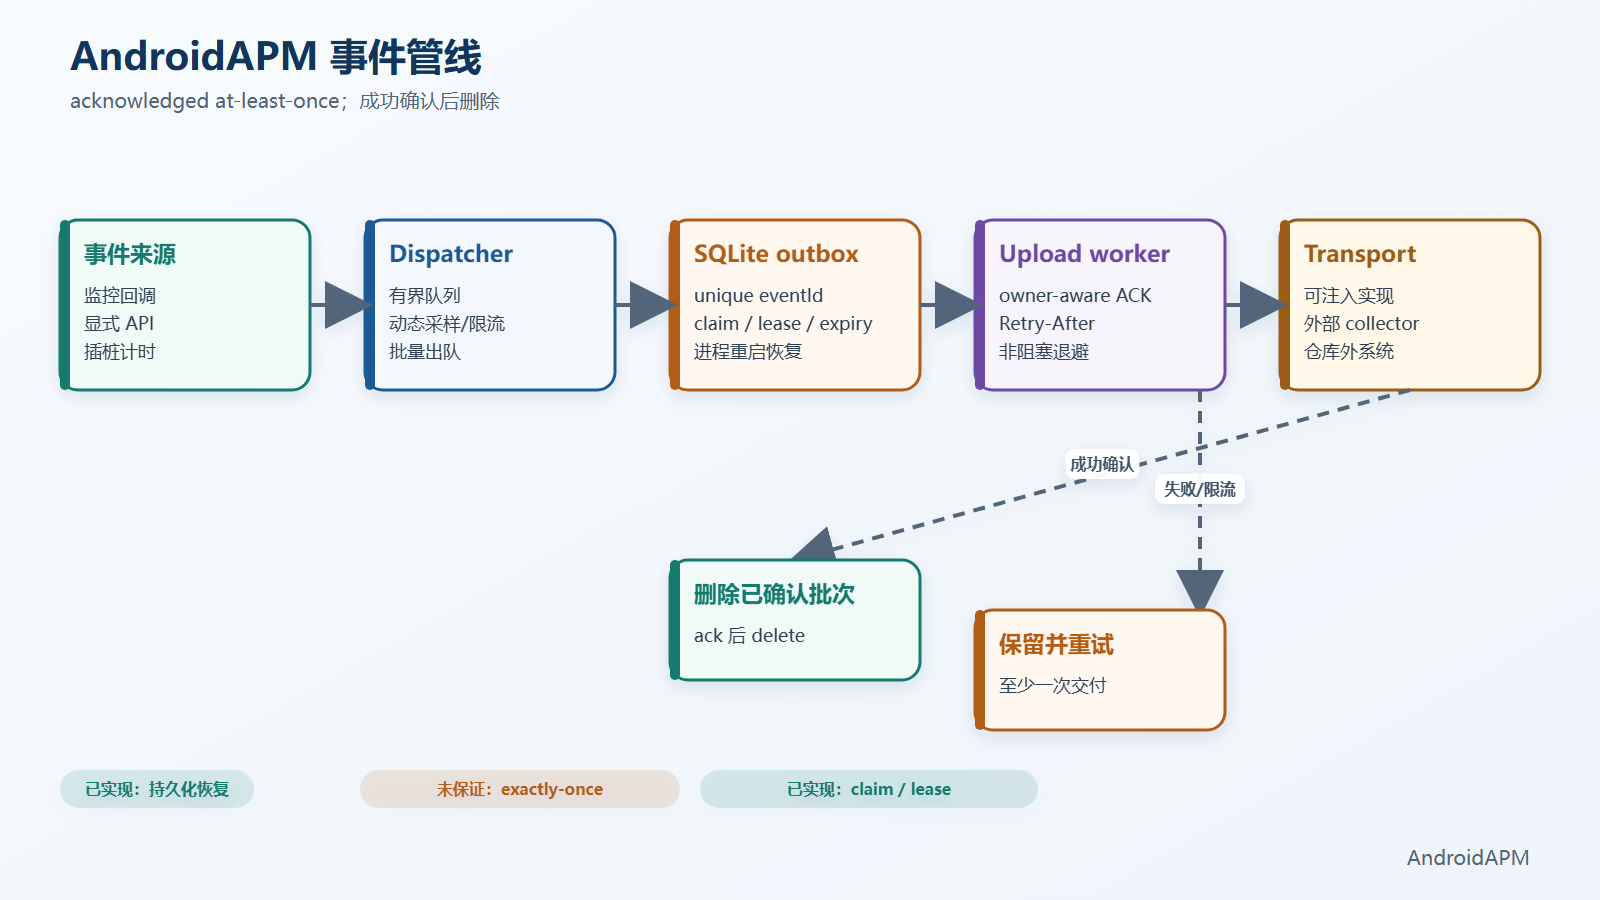 AndroidAPM 事件管线
acknowledged at-least-once；成功确认后删除
事件来源
监控回调
显式 API
插桩计时
Dispatcher
有界队列
动态采样/限流
批量出队
SQLite outbox
unique eventId
claim / lease / expiry
进程重启恢复
Upload worker
owner-aware ACK
Retry-After
非阻塞退避
Transport
可注入实现
外部 collector
仓库外系统
成功确认
失败/限流
删除已确认批次
ack 后 delete
保留并重试
至少一次交付
已实现：持久化恢复
未保证：exactly-once
已实现：claim / lease
AndroidAPM